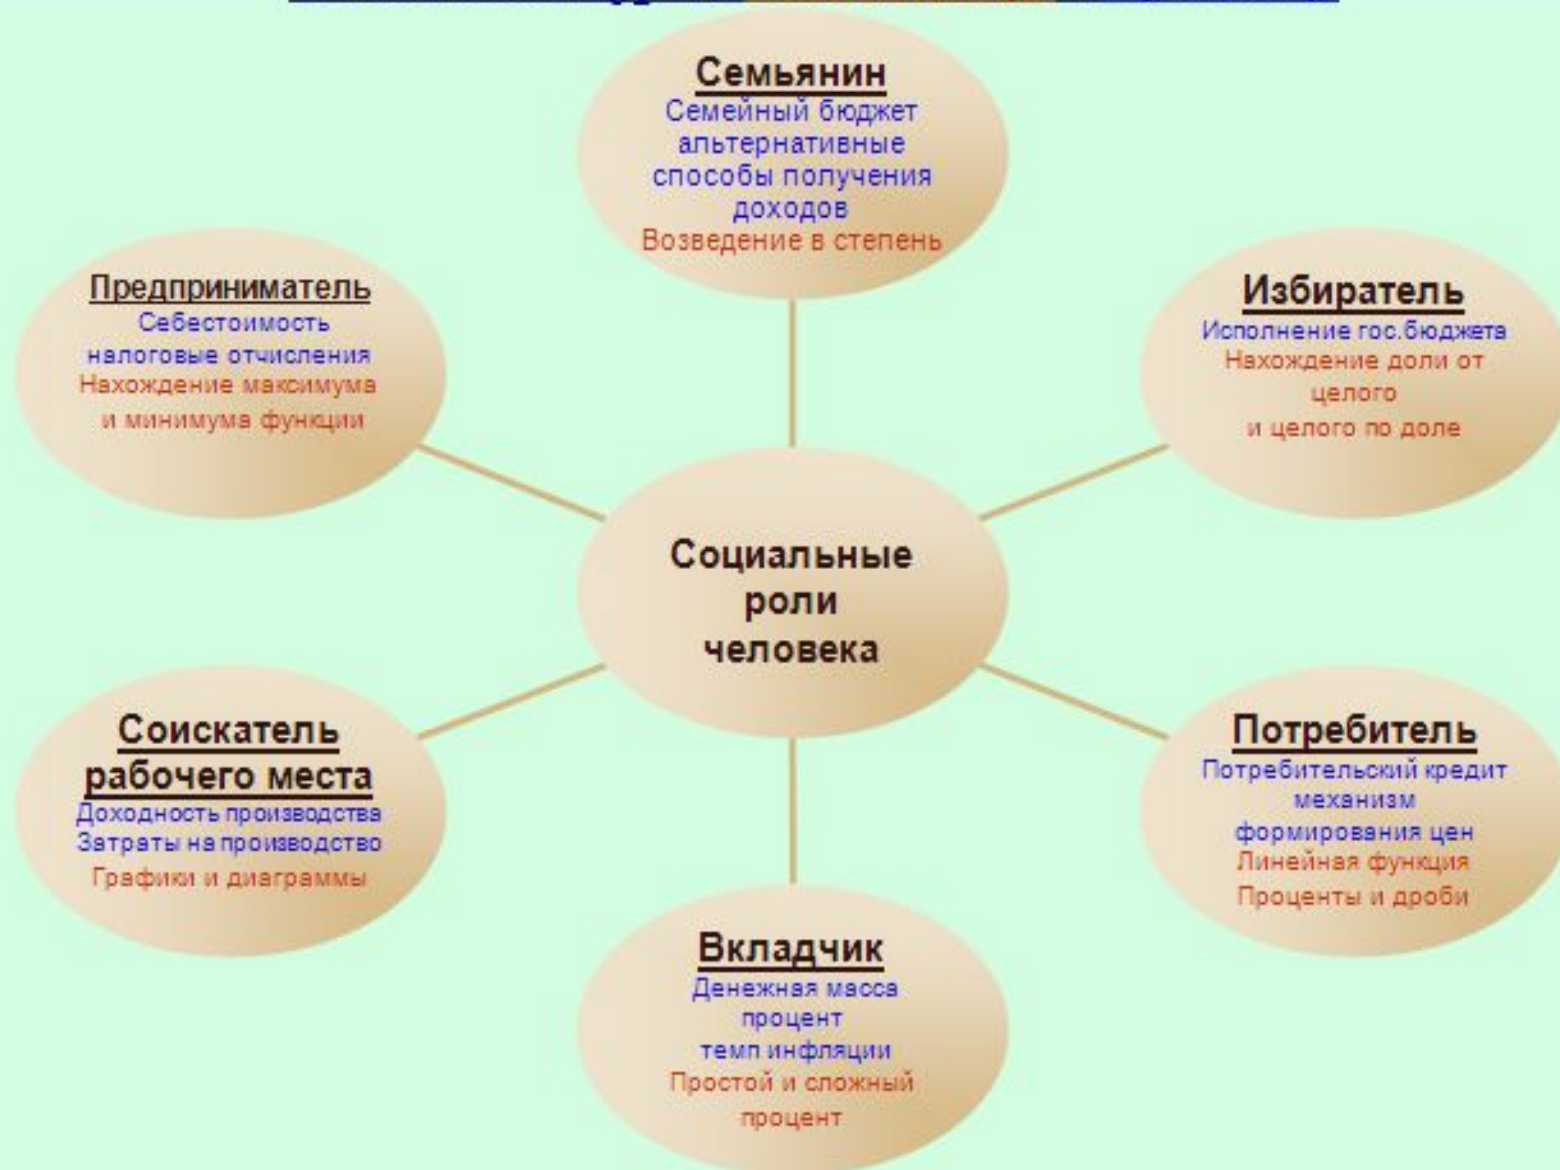 Семьянин
Семейный бюджет
альтернативные
способы получения
доходов
Возведение в степень
Предприниматель
Себестоимость
налоговые отчисления
Нахождение максимума
и минимума функции
Избиратель
Исполнение гос.бюджета
Нахождение доли от
целого
и целого по доле
Социальные
роли
человека
Соискатель
рабочего места
Доходность производства
Затраты на производство
Графики и диаграммы
Потребитель
Потребительский кредит
механизм
формирования цен
Линейная функция
Проценты и дроби
Вкладчик
Денежная масса
процент
темп инфляции
Простой и сложный
процент